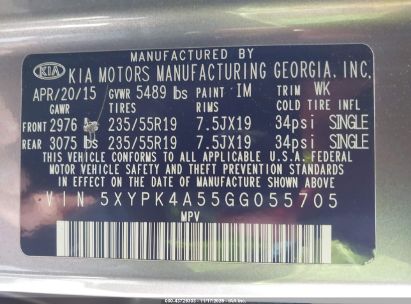 MANUFACTURED BY
KIA KIA MOTORS MANUFACTURING GEORGIA, INC.
APR/20/15 GVWR 5489 lbs PAINT IM TRIM WK
GAWR TIRES RIMS COLD TIRE INFL
FRONT 2976 lbs 235/55R19 7.5JX19 34psi SINGLE
REAR 3075 lbs 235/55R19 7.5JX19 34psi SINGLE
THIS VEHICLE CONFORMS TO ALL APPLICABLE U.S.A. FEDERAL
MOTOR VEHICLE SAFETY, BUMPER, AND THEFT PREVENTION STANDARDS
IN EFFECT ON THE DATE OF MANUFACTURE SHOWN ABOVE.
VIN 5XYPK4A55GG055705
MPV